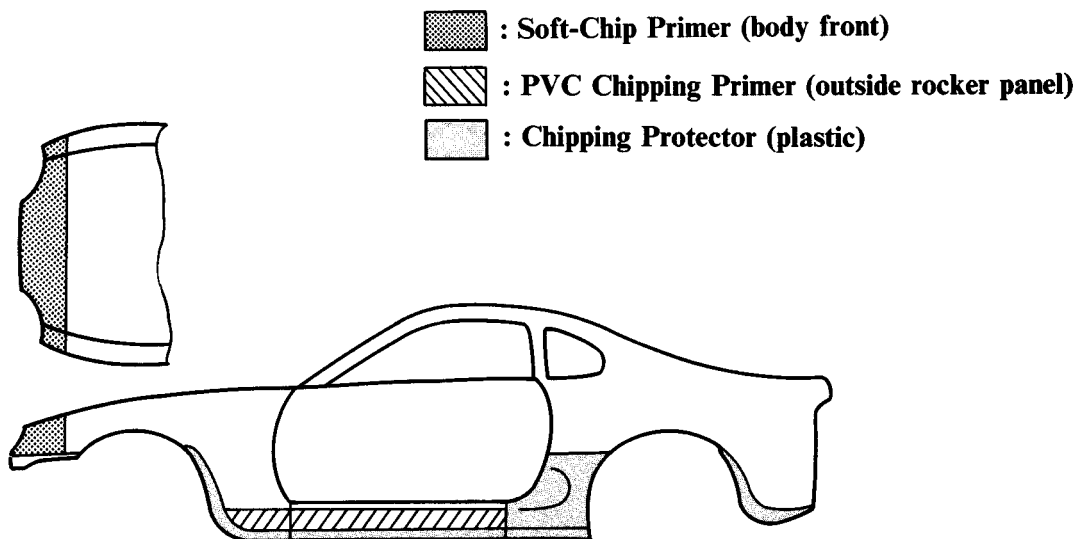 : Soft-Chip Primer (body front)
: PVC Chipping Primer (outside rocker panel)
: Chipping Protector (plastic)